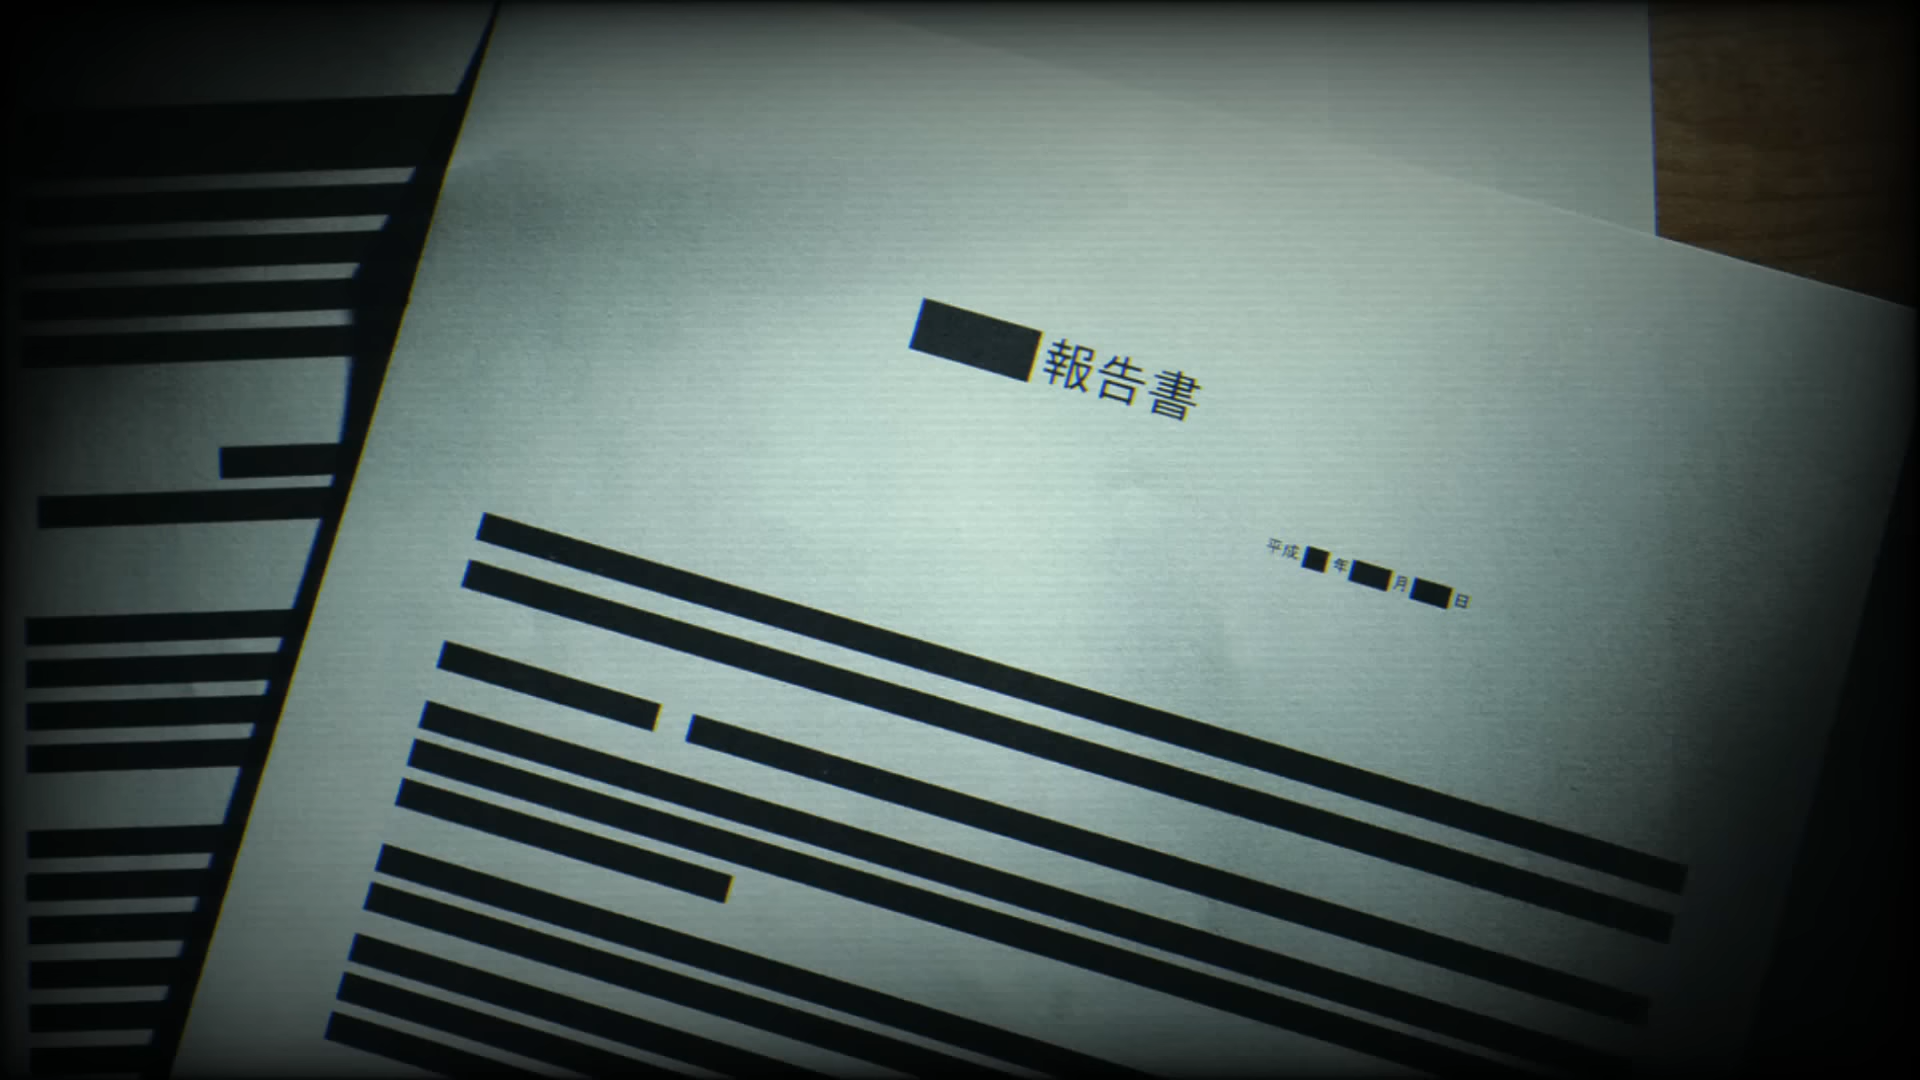 報告書
平成 年 月 日